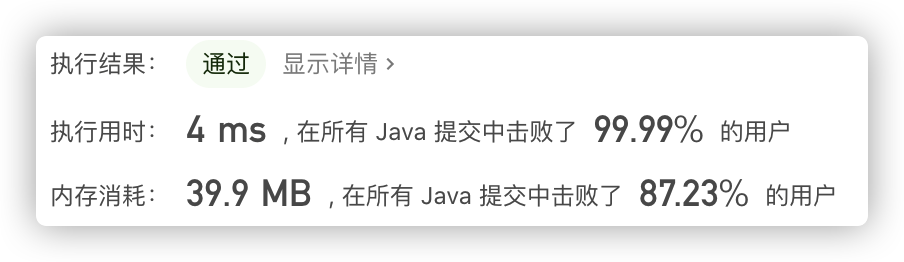 执行结果： 通过 显示详情 >
执行用时： 4 ms , 在所有 Java 提交中击败了 99.99% 的用户
内存消耗： 39.9 MB , 在所有 Java 提交中击败了 87.23% 的用户